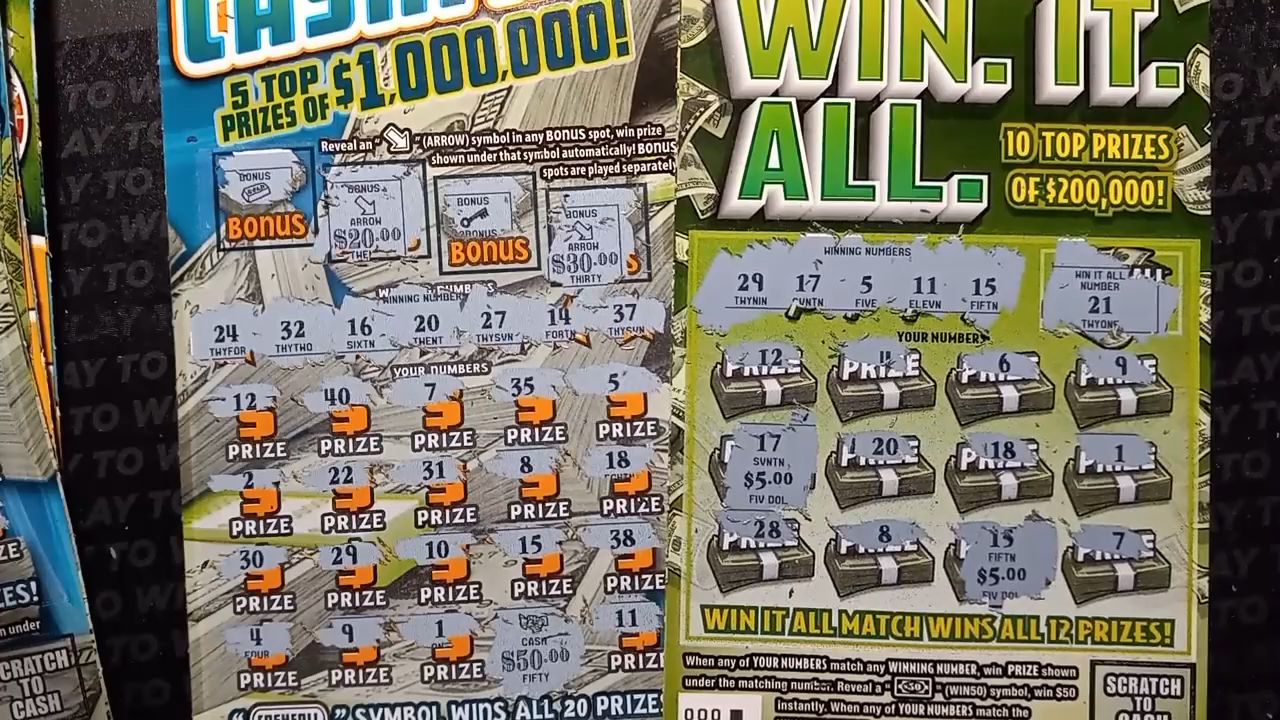 5 TOP
PRIZES OF $1,000,000!
Reveal an " " (ARROW) symbol in any BONUS spot, win prize
shown under that symbol automatically! BONUS
spots are played separately
BONUS
BONUS
BONUS
ARROW
$20.00
BONUS
BONUS
BONUS
ARROW
$30.00
THIRTY
WINNING NUMBERS
24 32 16 20 27 14 37
THYFOR THYTWO SIXTN TWENT THYSVN FORTN THYSVN
YOUR NUMBERS
12 40 7 35 5
PRIZE PRIZE PRIZE PRIZE PRIZE
2 22 31 8 18
PRIZE PRIZE PRIZE PRIZE PRIZE
30 29 10 15 38
PRIZE PRIZE PRIZE PRIZE PRIZE
4 9 1 CASH 11
FOUR $50.00
PRIZE PRIZE PRIZE FIFTY PRIZE
" " SYMBOL WINS ALL 20 PRIZES
WIN. IT.
ALL.
10 TOP PRIZES
OF $200,000!
WINNING NUMBERS
29 17 5 11 15
THYNIN SVNTN FIVE ELEVN FIFTN
WIN IT ALL
NUMBER
21
THYONE
YOUR NUMBERS
12 6 9
PRIZE PRIZE PRIZE PRIZE
17 20 18 1
SVNTN
$5.00
FIV DOL
28 8 15 7
FIFTN
$5.00
FIV DOL
WIN IT ALL MATCH WINS ALL 12 PRIZES!
When any of YOUR NUMBERS match any WINNING NUMBER, win PRIZE shown
under the matching number. Reveal a " $50 " (WIN50) symbol, win $50
instantly. When any of YOUR NUMBERS match the
SCRATCH
TO
SCRATCH
TO
CASH